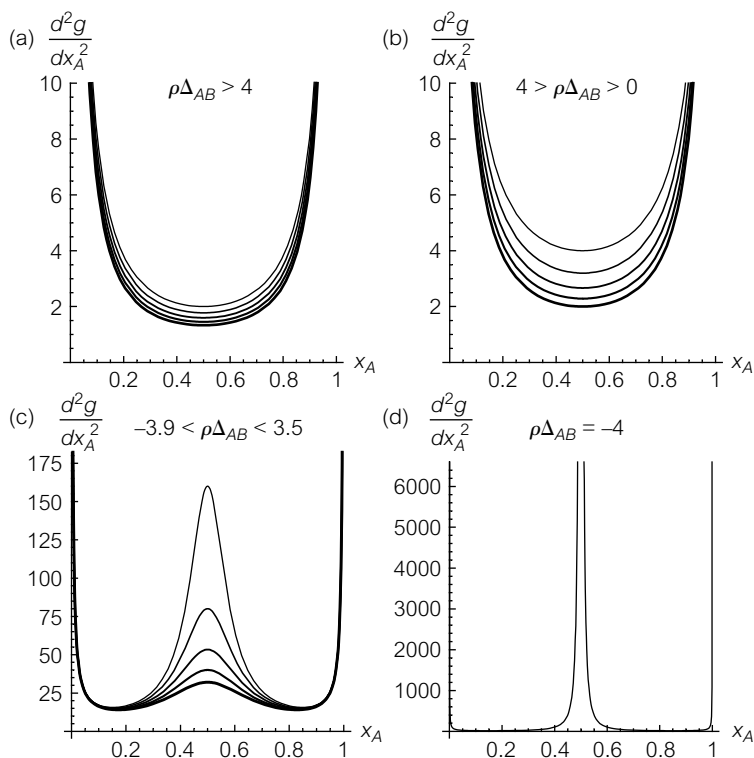 (a) d²g
dx_A²
ρΔ_AB > 4
10
8
6
4
2
0.2 0.4 0.6 0.8 1 x_A
(b) d²g
dx_A²
4 > ρΔ_AB > 0
10
8
6
4
2
0.2 0.4 0.6 0.8 1 x_A
(c) d²g
dx_A²
–3.9 < ρΔ_AB < 3.5
175
150
125
100
75
50
25
0.2 0.4 0.6 0.8 1 x_A
(d) d²g
dx_A²
ρΔ_AB = –4
6000
5000
4000
3000
2000
1000
0.2 0.4 0.6 0.8 1 x_A